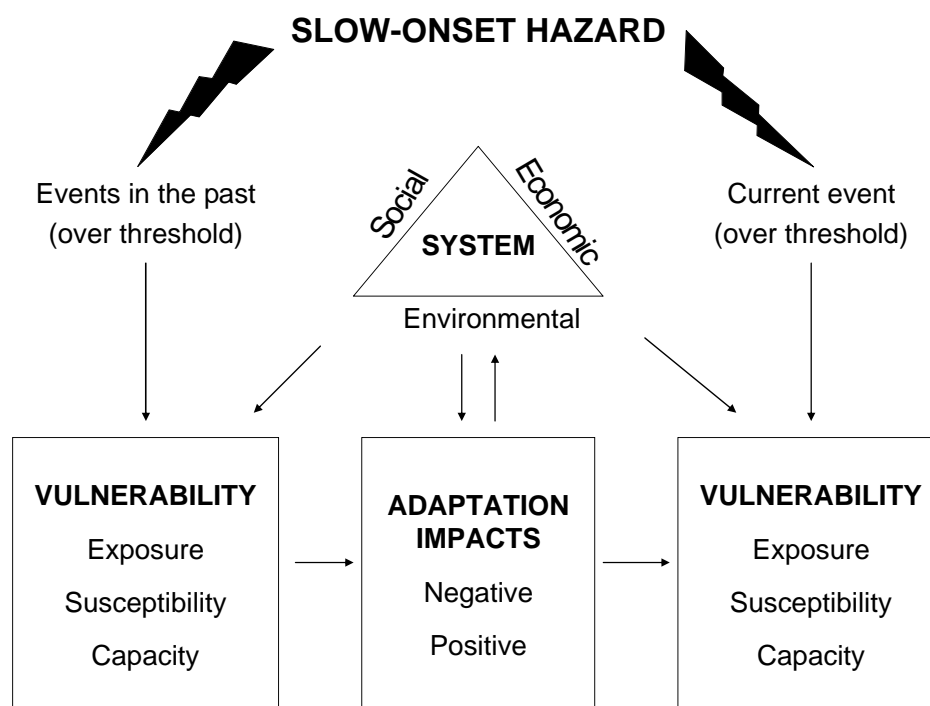 SLOW-ONSET HAZARD
Events in the past
(over threshold)
Social
Economic
SYSTEM
Environmental
Current event
(over threshold)
VULNERABILITY
Exposure
Susceptibility
Capacity
ADAPTATION
IMPACTS
Negative
Positive
VULNERABILITY
Exposure
Susceptibility
Capacity